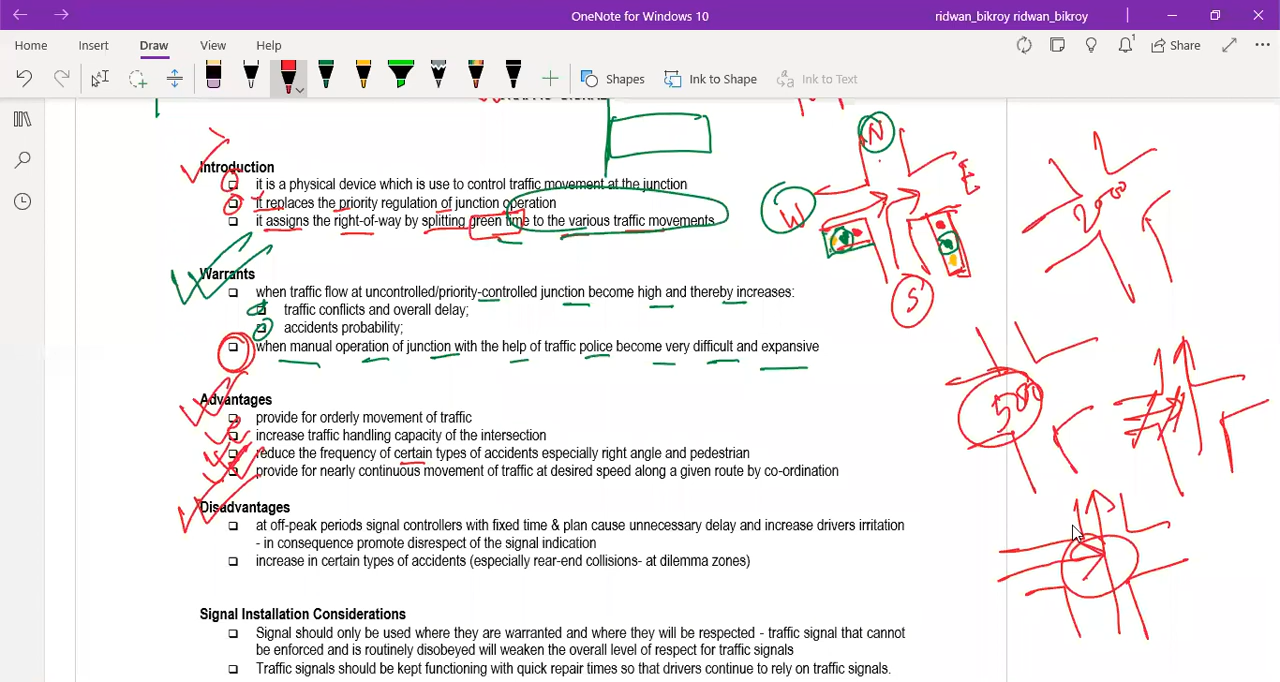 OneNote for Windows 10
ridwan_bikroy ridwan_bikroy
Home Insert Draw View Help
Share
Shapes Ink to Shape Ink to Text
Introduction
it is a physical device which is use to control traffic movement at the junction
it replaces the priority regulation of junction operation
it assigns the right-of-way by splitting green time to the various traffic movements
Warrants
when traffic flow at uncontrolled/priority-controlled junction become high and thereby increases:
traffic conflicts and overall delay;
accidents probability;
when manual operation of junction with the help of traffic police become very difficult and expansive
Advantages
provide for orderly movement of traffic
increase traffic handling capacity of the intersection
reduce the frequency of certain types of accidents especially right angle and pedestrian
provide for nearly continuous movement of traffic at desired speed along a given route by co-ordination
Disadvantages
at off-peak periods signal controllers with fixed time & plan cause unnecessary delay and increase drivers irritation
- in consequence promote disrespect of the signal indication
increase in certain types of accidents (especially rear-end collisions- at dilemma zones)
Signal Installation Considerations
Signal should only be used where they are warranted and where they will be respected - traffic signal that cannot
be enforced and is routinely disobeyed will weaken the overall level of respect for traffic signals
Traffic signals should be kept functioning with quick repair times so that drivers continue to rely on traffic signals.
N
E
W
S
2000
500